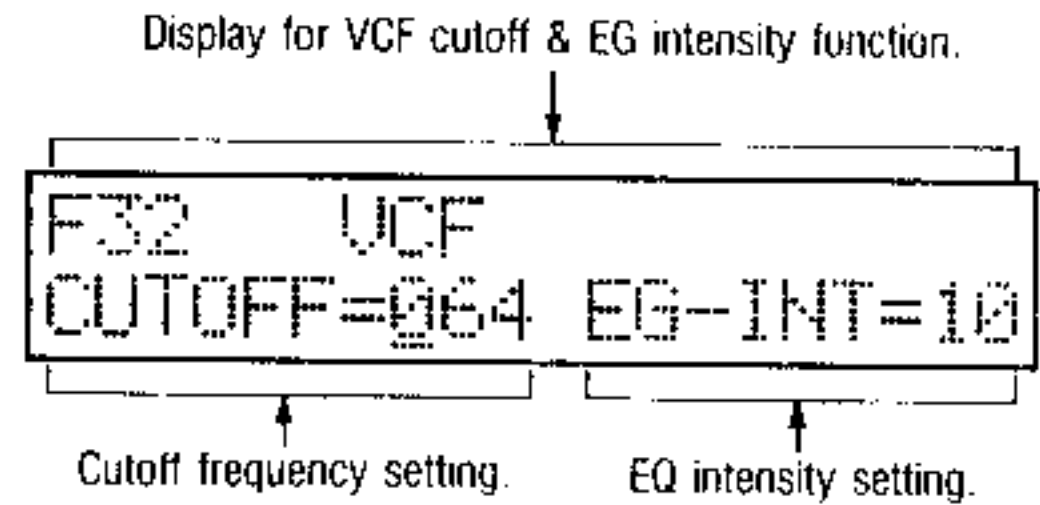 Display for VCF cutoff & EG intensity function.
F32 VCF
CUTOFF=064 EG-INT=10
Cutoff frequency setting. EQ intensity setting.